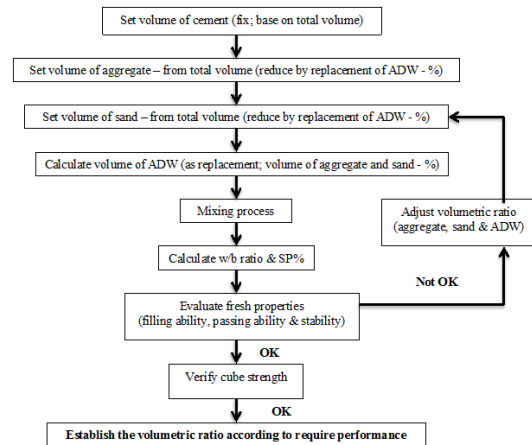 Set volume of cement (fix; base on total volume)
Set volume of aggregate – from total volume (reduce by replacement of ADW - %)
Set volume of sand – from total volume (reduce by replacement of ADW - %)
Calculate volume of ADW (as replacement; volume of aggregate and sand - %)
Mixing process
Adjust volumetric ratio
(aggregate, sand & ADW)
Calculate w/b ratio & SP%
Not OK
Evaluate fresh properties
(filling ability, passing ability & stability)
OK
Verify cube strength
OK
Establish the volumetric ratio according to require performance